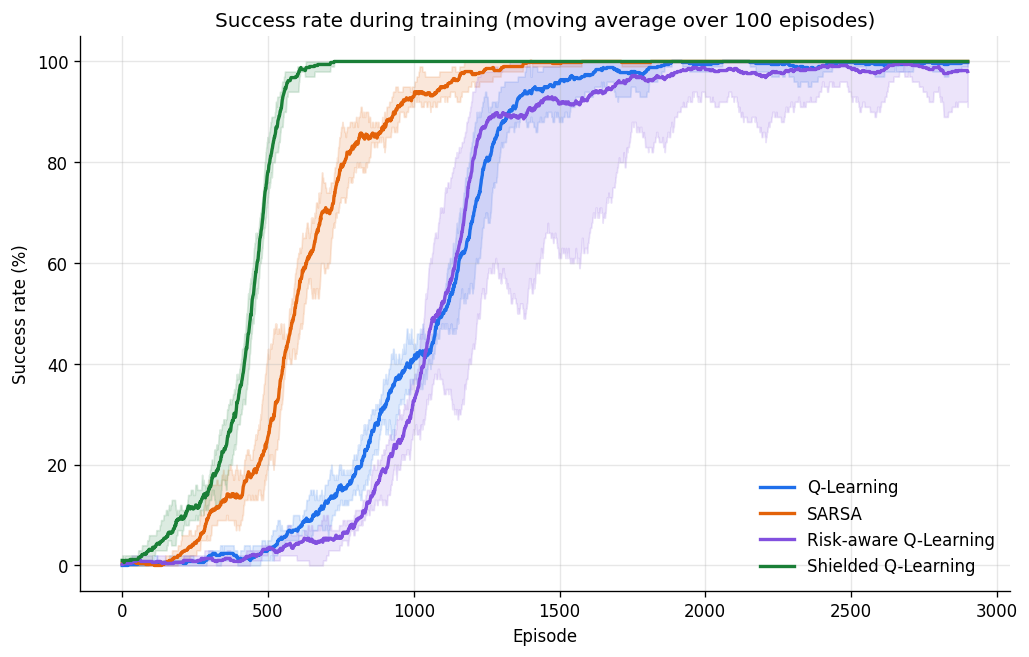 Success rate during training (moving average over 100 episodes)
Success rate (%)
100
80
60
40
20
0
0
500
1000
1500
2000
2500
3000
Episode
Q-Learning
SARSA
Risk-aware Q-Learning
Shielded Q-Learning